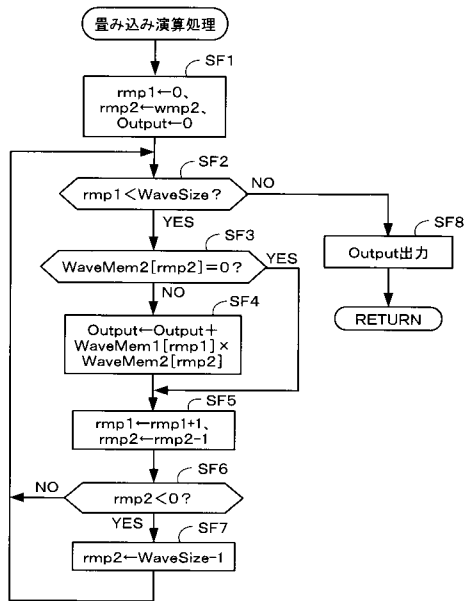 畳み込み演算処理
SF1
rmp1←0、
rmp2←wmp2、
Output←0
SF2
rmp1<WaveSize?
NO
YES
SF3
WaveMem2[rmp2]=0?
YES
NO
SF4
Output←Output+
WaveMem1[rmp1]×
WaveMem2[rmp2]
SF5
rmp1←rmp1+1、
rmp2←rmp2-1
SF6
rmp2<0?
NO
YES
SF7
rmp2←WaveSize-1
SF8
Output出力
RETURN